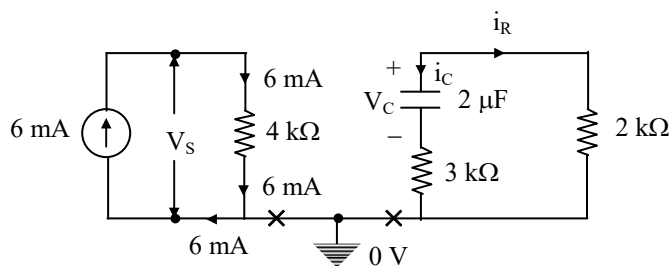 i_R
6 mA
+
i_C
6 mA
V_S
4 kΩ
V_C
2 μF
2 kΩ
−
6 mA
3 kΩ
6 mA
0 V